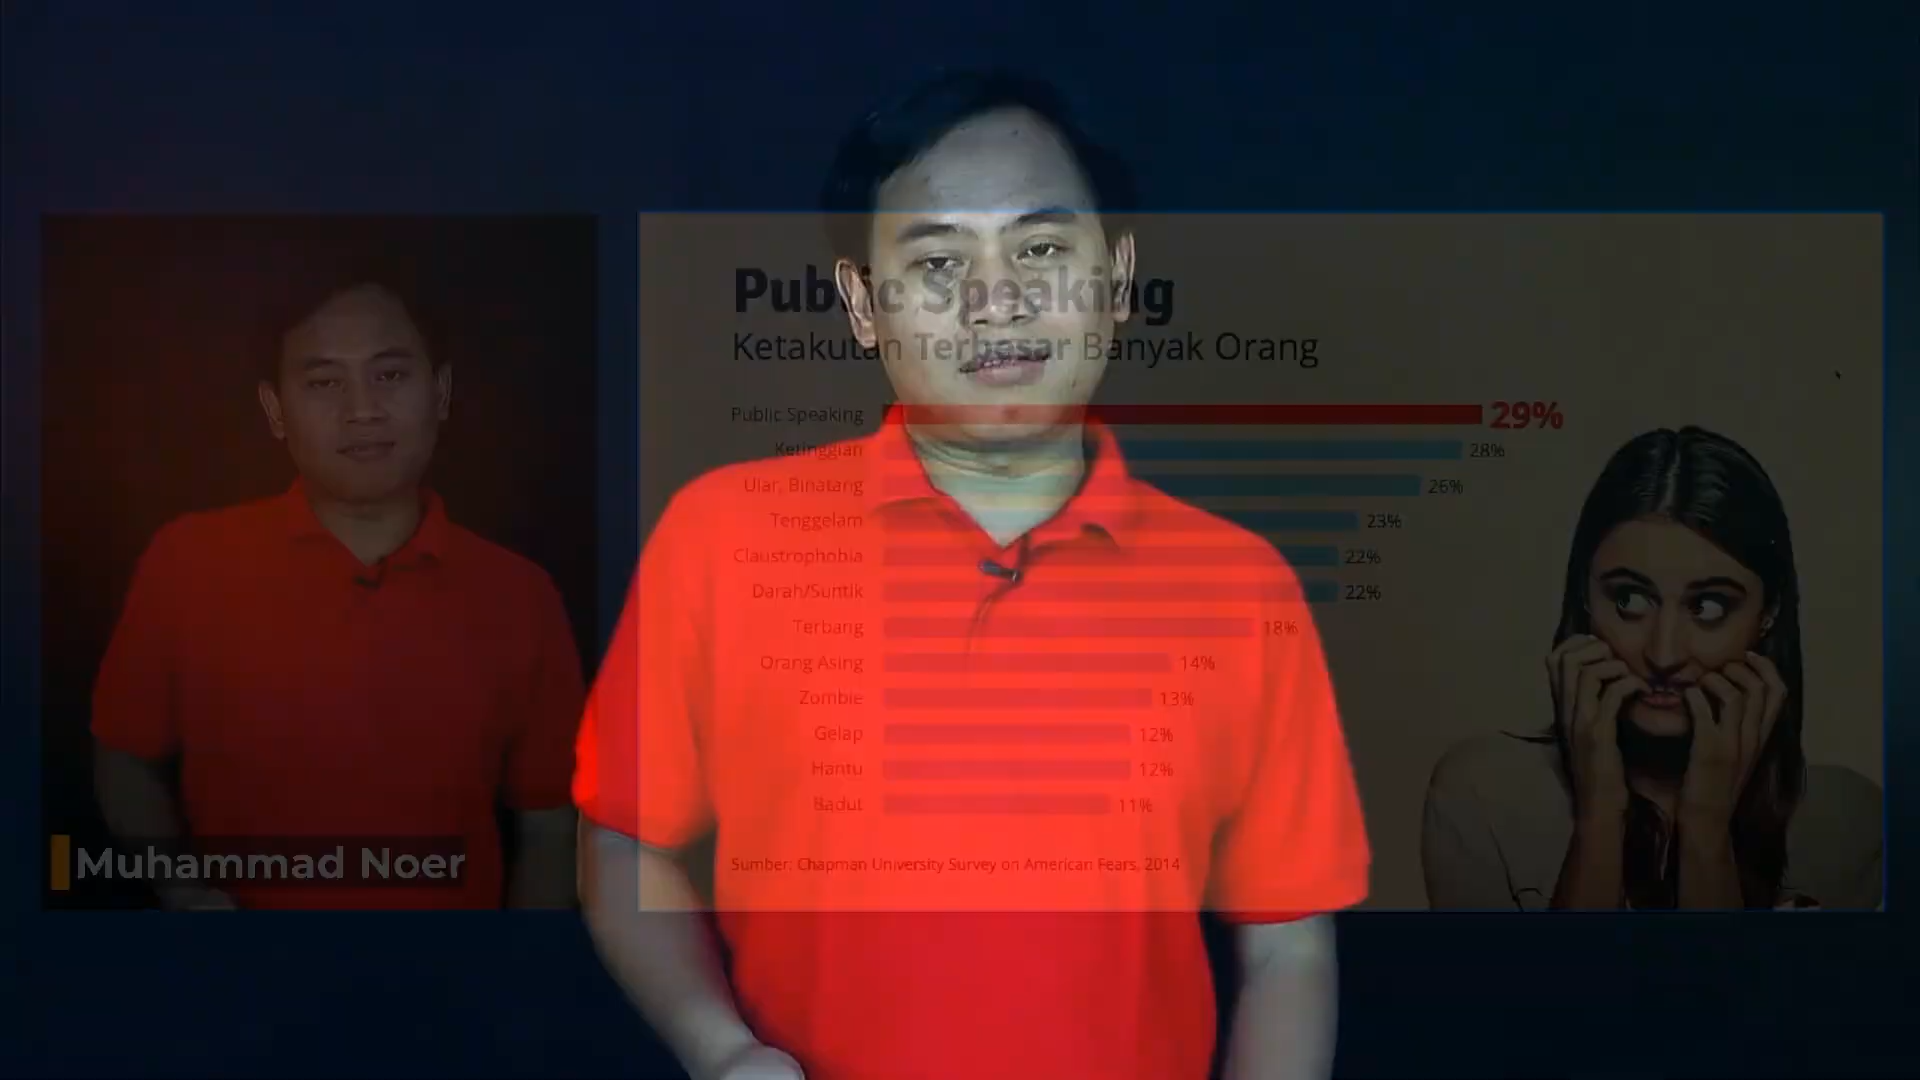 Public Speaking
Ketakutan Terbesar Banyak Orang
Public Speaking 29%
Ketinggian 28%
Ular, Binatang 26%
Tenggelam 23%
Claustrophobia 22%
Darah/Suntik 22%
Terbang 18%
Orang Asing 14%
Zombie 13%
Gelap 12%
Hantu 12%
Badut 11%
Sumber: Chapman University Survey on American Fears, 2014
Muhammad Noer